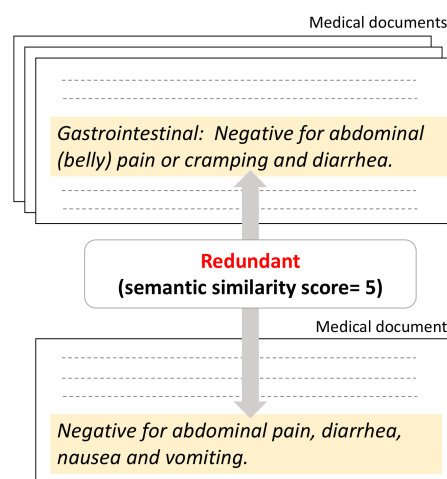 Medical documents
Gastrointestinal: Negative for abdominal
(belly) pain or cramping and diarrhea.
Redundant
(semantic similarity score= 5)
Medical document
Negative for abdominal pain, diarrhea,
nausea and vomiting.